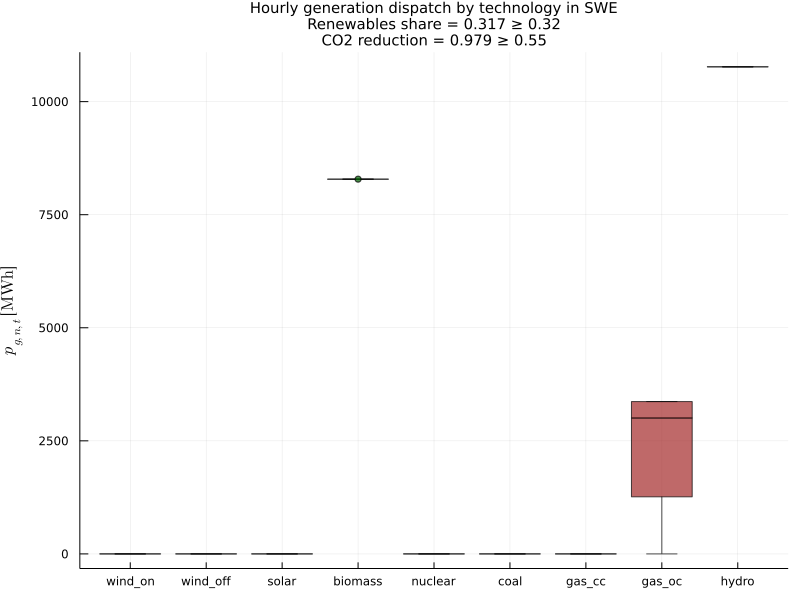 Hourly generation dispatch by technology in SWE
Renewables share = 0.317 ≥ 0.32
CO2 reduction = 0.979 ≥ 0.55
10000
7500
5000
2500
0
p_{g,n,t} [MWh]
wind_on wind_off solar biomass nuclear coal gas_cc gas_oc hydro